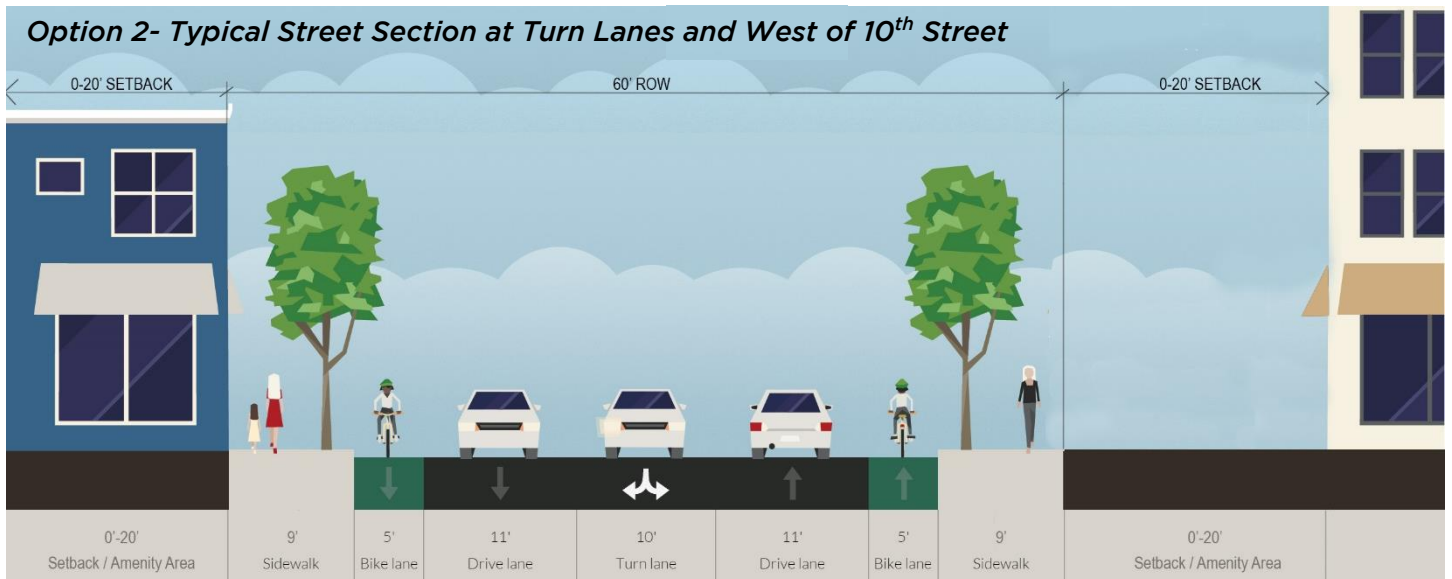 Option 2- Typical Street Section at Turn Lanes and West of 10th Street
0-20' SETBACK
60' ROW
0-20' SETBACK
0'-20'
Setback / Amenity Area
9'
Sidewalk
5'
Bike lane
11'
Drive lane
10'
Turn lane
11'
Drive lane
5'
Bike lane
9'
Sidewalk
0'-20'
Setback / Amenity Area